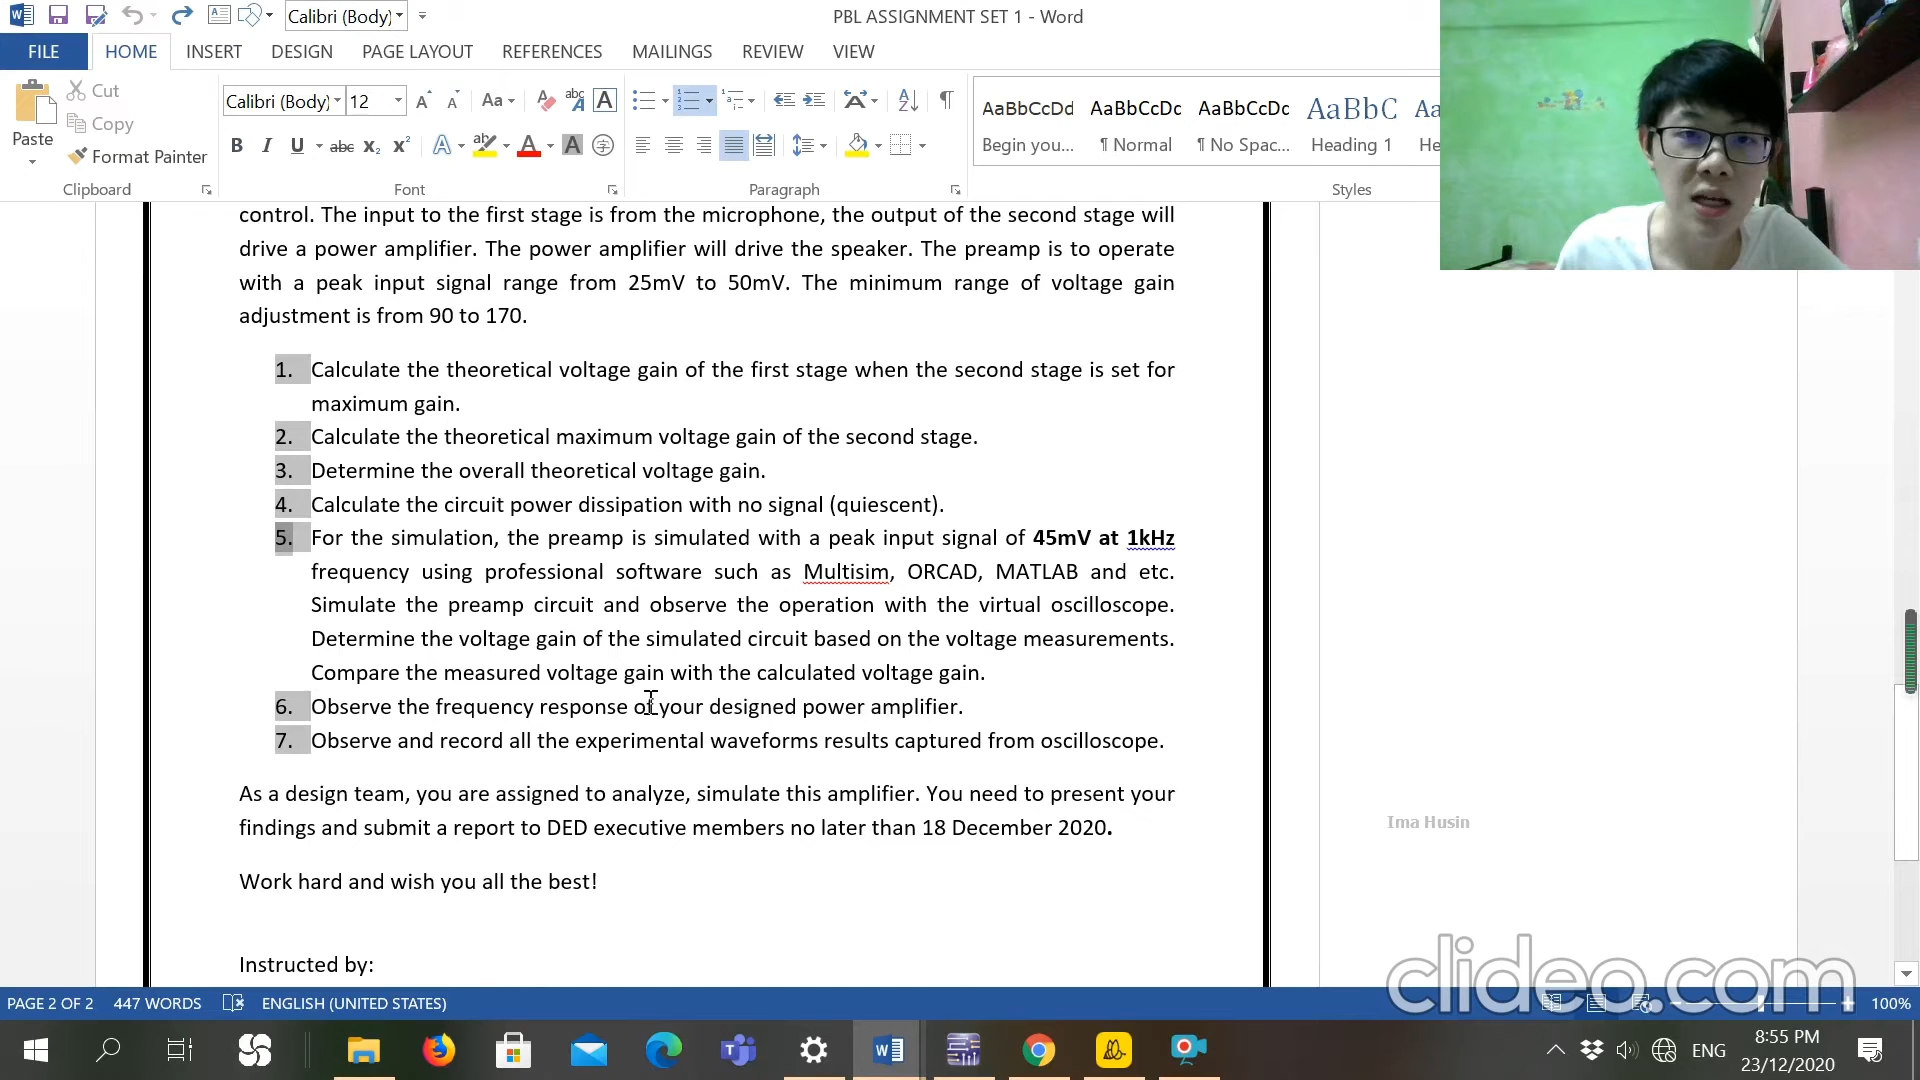 Calibri (Body)
PBL ASSIGNMENT SET 1 - Word
FILE HOME INSERT DESIGN PAGE LAYOUT REFERENCES MAILINGS REVIEW VIEW
Paste
Cut
Copy
Format Painter
Clipboard
Calibri (Body) 12
Font
Paragraph
AaBbCcDd AaBbCcDc AaBbCcDc AaBbC Aa
Begin you... ¶ Normal ¶ No Spac... Heading 1 He
Styles
control. The input to the first stage is from the microphone, the output of the second stage will
drive a power amplifier. The power amplifier will drive the speaker. The preamp is to operate
with a peak input signal range from 25mV to 50mV. The minimum range of voltage gain
adjustment is from 90 to 170.
1. Calculate the theoretical voltage gain of the first stage when the second stage is set for
maximum gain.
2. Calculate the theoretical maximum voltage gain of the second stage.
3. Determine the overall theoretical voltage gain.
4. Calculate the circuit power dissipation with no signal (quiescent).
5. For the simulation, the preamp is simulated with a peak input signal of 45mV at 1kHz
frequency using professional software such as Multisim, ORCAD, MATLAB and etc.
Simulate the preamp circuit and observe the operation with the virtual oscilloscope.
Determine the voltage gain of the simulated circuit based on the voltage measurements.
Compare the measured voltage gain with the calculated voltage gain.
6. Observe the frequency response of your designed power amplifier.
7. Observe and record all the experimental waveforms results captured from oscilloscope.
As a design team, you are assigned to analyze, simulate this amplifier. You need to present your
findings and submit a report to DED executive members no later than 18 December 2020.
Work hard and wish you all the best!
Instructed by:
Ima Husin
clideo.com
PAGE 2 OF 2 447 WORDS ENGLISH (UNITED STATES) 100%
ENG
8:55 PM
23/12/2020